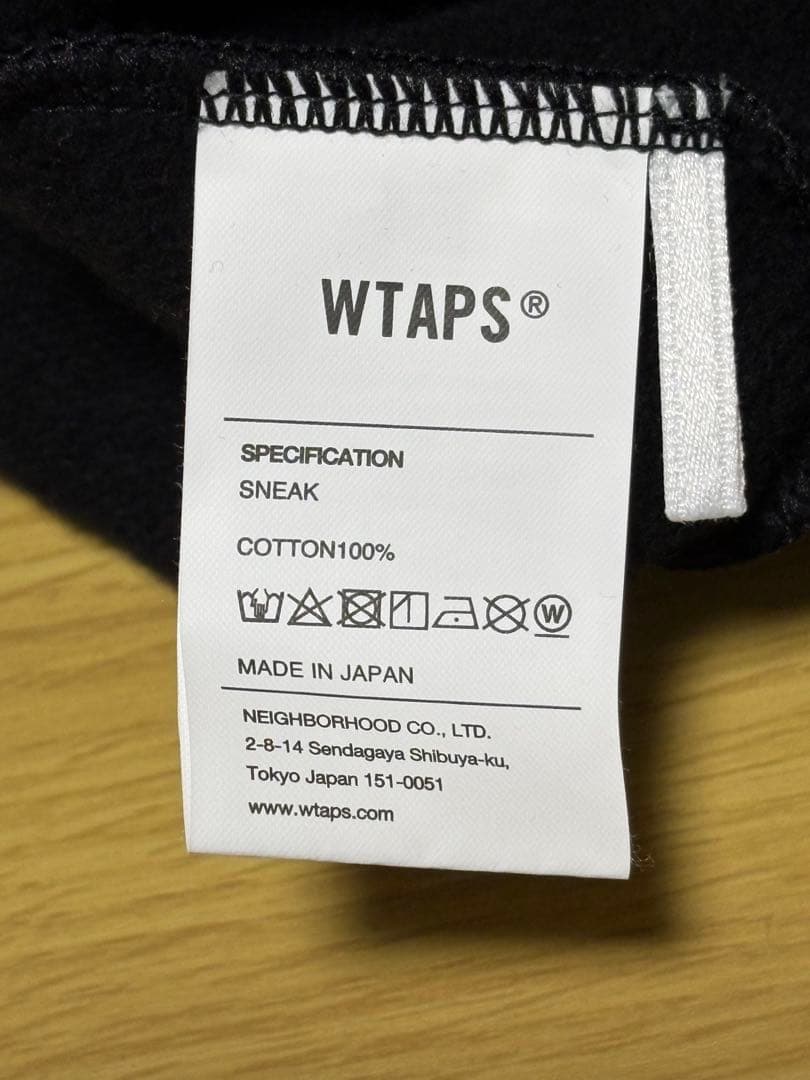 WTAPS®
SPECIFICATION
SNEAK
COTTON100%
W
MADE IN JAPAN
NEIGHBORHOOD CO., LTD.
2-8-14 Sendagaya Shibuya-ku,
Tokyo Japan 151-0051
www.wtaps.com